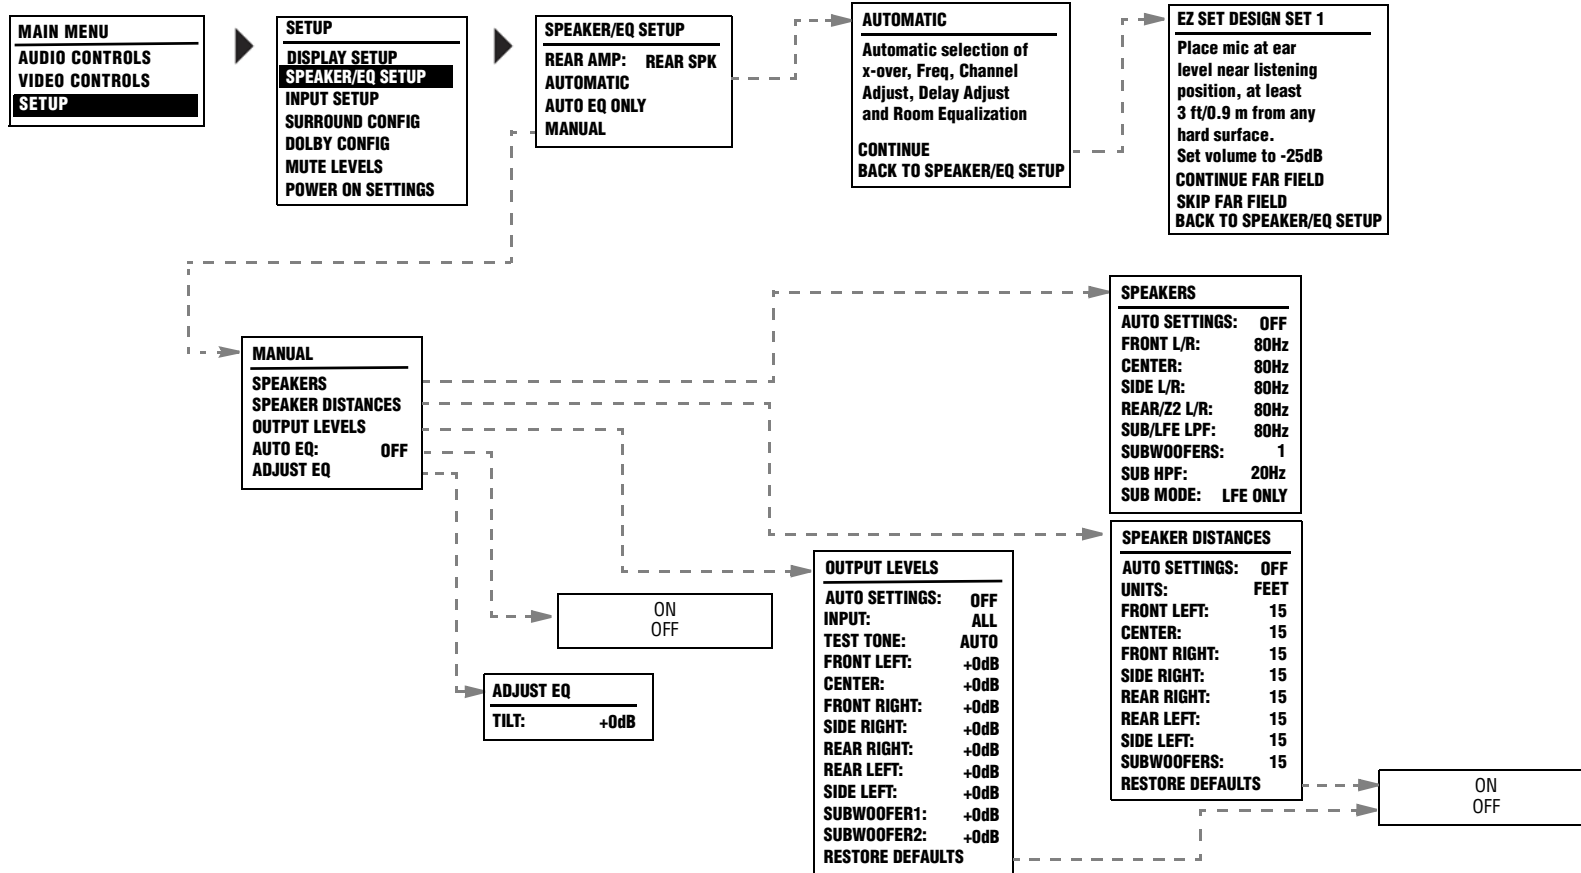 MAIN MENU
AUDIO CONTROLS
VIDEO CONTROLS
SETUP
SETUP
DISPLAY SETUP
SPEAKER/EQ SETUP
INPUT SETUP
SURROUND CONFIG
DOLBY CONFIG
MUTE LEVELS
POWER ON SETTINGS
SPEAKER/EQ SETUP
REAR AMP: REAR SPK
AUTOMATIC
AUTO EQ ONLY
MANUAL
AUTOMATIC
Automatic selection of
x-over, Freq, Channel
Adjust, Delay Adjust
and Room Equalization
CONTINUE
BACK TO SPEAKER/EQ SETUP
EZ SET DESIGN SET 1
Place mic at ear
level near listening
position, at least
3 ft/0.9 m from any
hard surface.
Set volume to -25dB
CONTINUE FAR FIELD
SKIP FAR FIELD
BACK TO SPEAKER/EQ SETUP
MANUAL
SPEAKERS
SPEAKER DISTANCES
OUTPUT LEVELS
AUTO EQ: OFF
ADJUST EQ
SPEAKERS
AUTO SETTINGS: OFF
FRONT L/R: 80Hz
CENTER: 80Hz
SIDE L/R: 80Hz
REAR/Z2 L/R: 80Hz
SUB/LFE LPF: 80Hz
SUBWOOFERS: 1
SUB HPF: 20Hz
SUB MODE: LFE ONLY
SPEAKER DISTANCES
AUTO SETTINGS: OFF
UNITS: FEET
FRONT LEFT: 15
CENTER: 15
FRONT RIGHT: 15
SIDE RIGHT: 15
REAR RIGHT: 15
REAR LEFT: 15
SIDE LEFT: 15
SUBWOOFERS: 15
RESTORE DEFAULTS
OUTPUT LEVELS
AUTO SETTINGS: OFF
INPUT: ALL
TEST TONE: AUTO
FRONT LEFT: +0dB
CENTER: +0dB
FRONT RIGHT: +0dB
SIDE RIGHT: +0dB
REAR RIGHT: +0dB
REAR LEFT: +0dB
SIDE LEFT: +0dB
SUBWOOFER1: +0dB
SUBWOOFER2: +0dB
RESTORE DEFAULTS
ON
OFF
ADJUST EQ
TILT: +0dB
ON
OFF